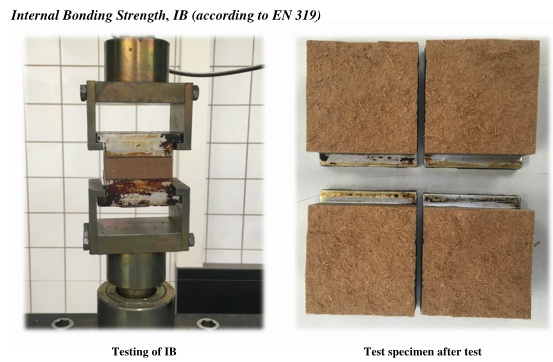 Internal Bonding Strength, IB (according to EN 319)
Testing of IB
Test specimen after test